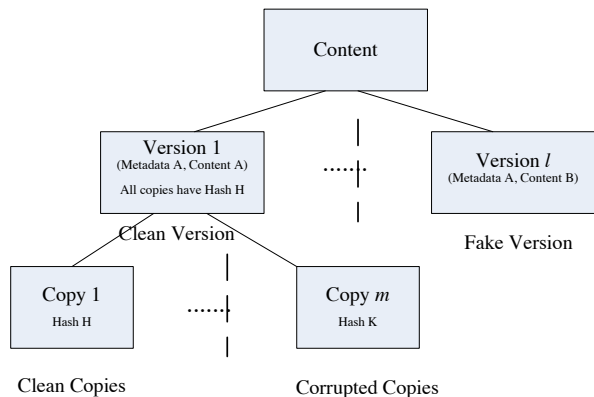 Content
Version 1
(Metadata A, Content A)
All copies have Hash H
Version l
(Metadata A, Content B)
Clean Version
Fake Version
Copy 1
Hash H
Copy m
Hash K
Clean Copies
Corrupted Copies